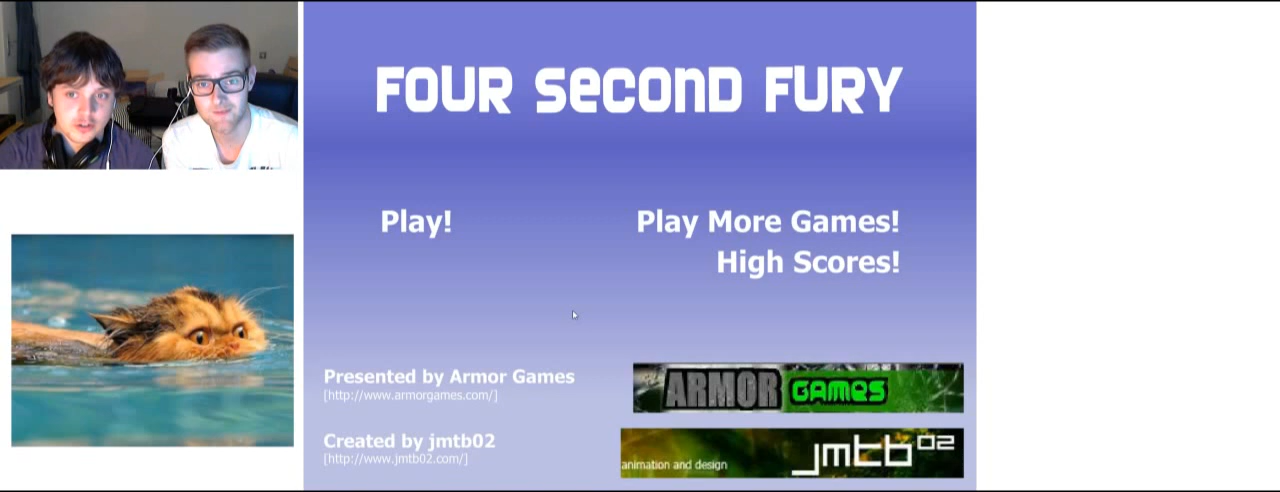 FOUR SECOND FURY
Play!
Play More Games!
High Scores!
Presented by Armor Games
[http://www.armorgames.com/]
ARMOR GAMES
Created by jmtb02
[http://www.jmtb02.com/]
animation and design
jmtb02